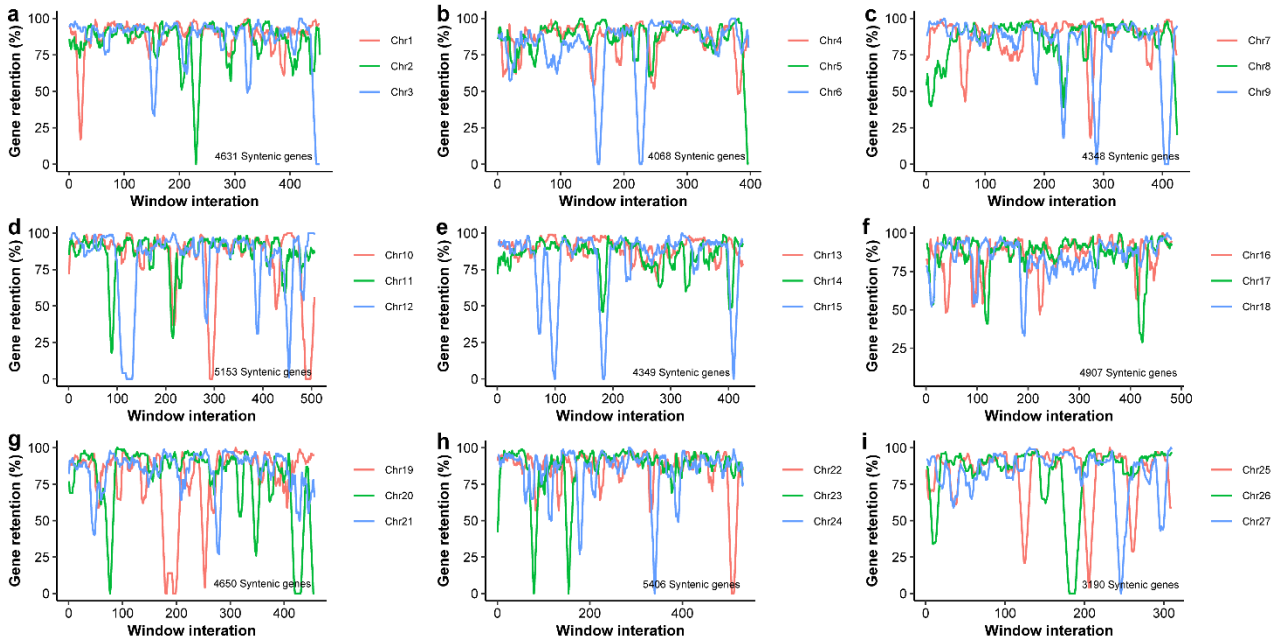 a
Gene retention (%)
100
75
50
25
0
4631 Syntenic genes
0 100 200 300 400
Window interation
Chr1
Chr2
Chr3
b
Gene retention (%)
100
75
50
25
0
4068 Syntenic genes
0 100 200 300 400
Window interation
Chr4
Chr5
Chr6
c
Gene retention (%)
100
75
50
25
0
4348 Syntenic genes
0 100 200 300 400
Window interation
Chr7
Chr8
Chr9
d
Gene retention (%)
100
75
50
25
0
5153 Syntenic genes
0 100 200 300 400 500
Window interation
Chr10
Chr11
Chr12
e
Gene retention (%)
100
75
50
25
0
4349 Syntenic genes
0 100 200 300 400
Window interation
Chr13
Chr14
Chr15
f
Gene retention (%)
100
75
50
25
4907 Syntenic genes
0 100 200 300 400 500
Window interation
Chr16
Chr17
Chr18
g
Gene retention (%)
100
75
50
25
0
4650 Syntenic genes
0 100 200 300 400
Window interation
Chr19
Chr20
Chr21
h
Gene retention (%)
100
75
50
25
0
5406 Syntenic genes
0 200 400
Window interation
Chr22
Chr23
Chr24
i
Gene retention (%)
100
75
50
25
0
3190 Syntenic genes
0 100 200 300
Window interation
Chr25
Chr26
Chr27